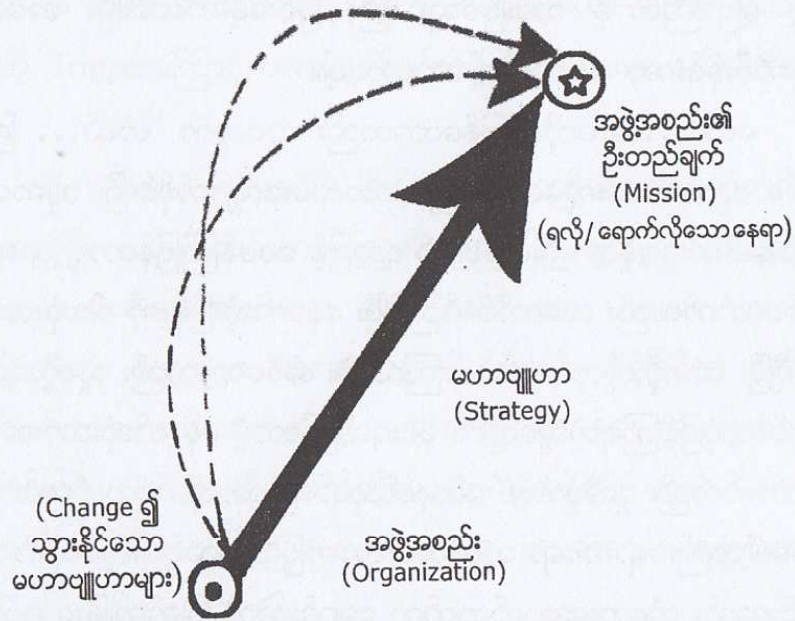 အဖွဲ့အစည်း၏
ဦးတည်ချက်
(Mission)
(ရလို/ ရောက်လိုသောနေရာ)
မဟာဗျူဟာ
(Strategy)
(Change ၍
သွားနိုင်သော
မဟာဗျူဟာများ)
အဖွဲ့အစည်း
(Organization)